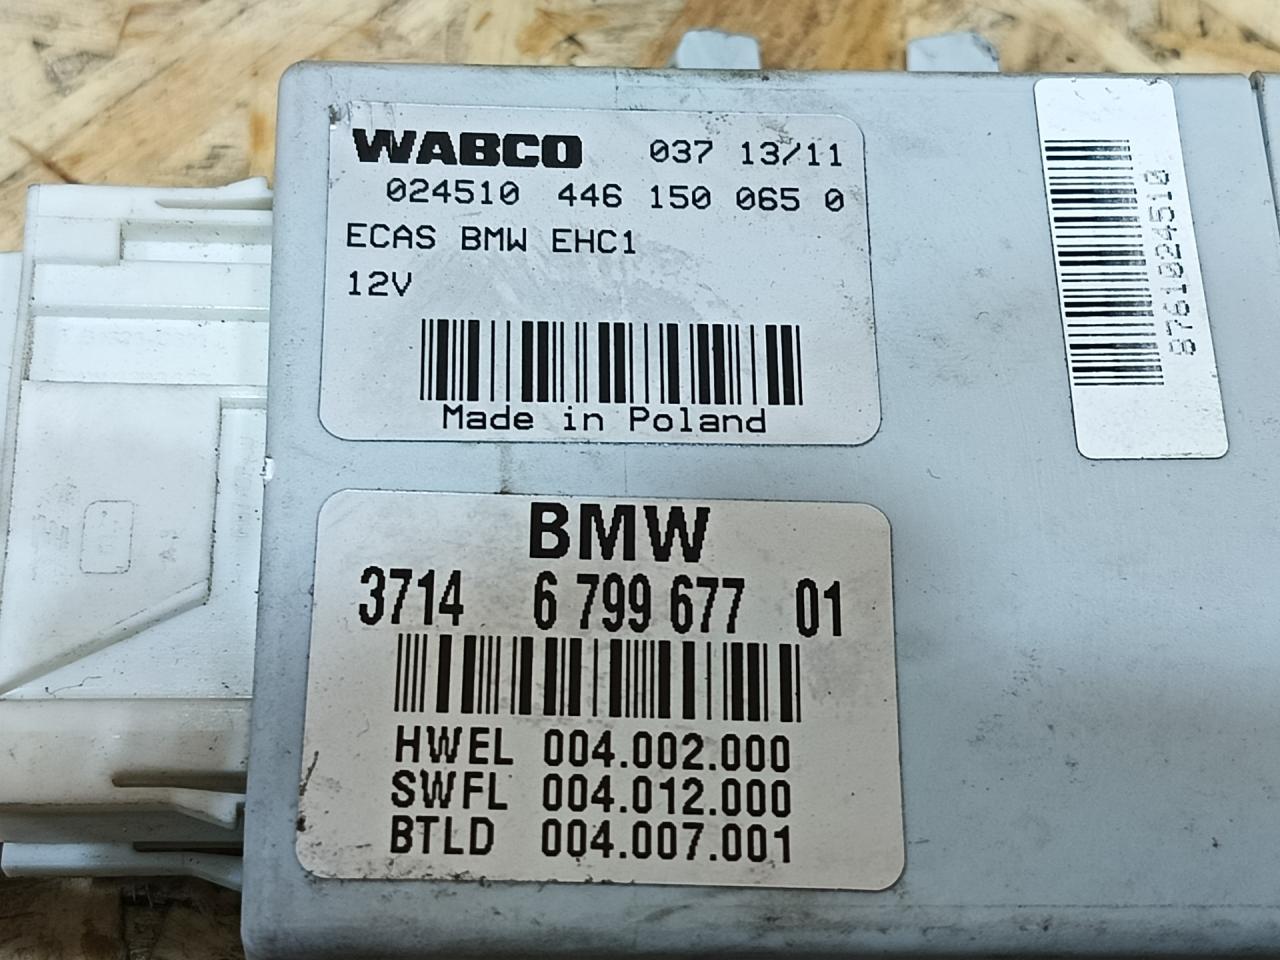 WABCO 037 13/11
024510 446 150 065 0
ECAS BMW EHC1
12V
Made in Poland
8761024510
BMW
3714 6 799 677 01
HWEL 004.002.000
SWFL 004.012.000
BTLD 004.007.001